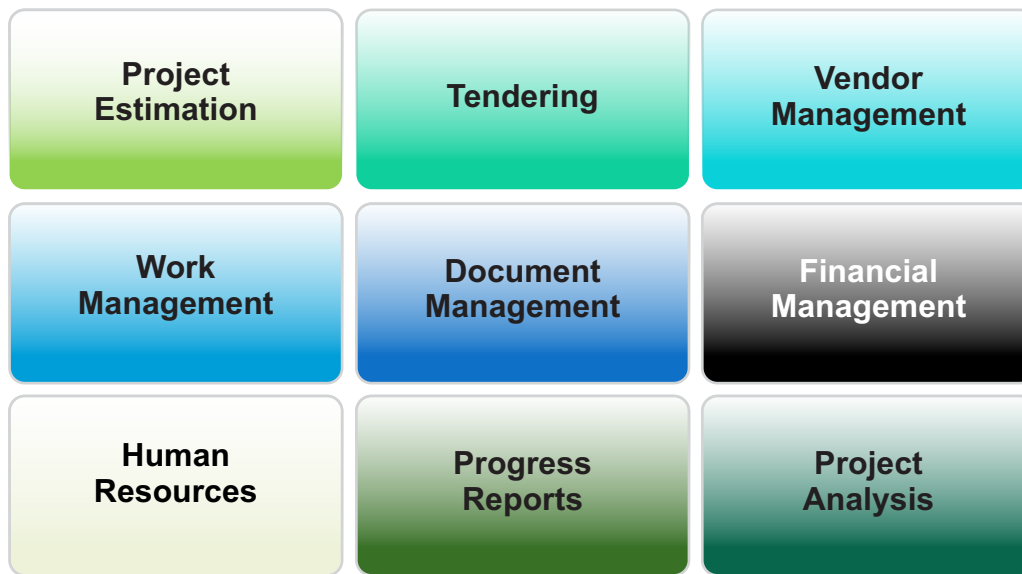 Project
Estimation
Tendering
Vendor
Management
Work
Management
Document
Management
Financial
Management
Human
Resources
Progress
Reports
Project
Analysis